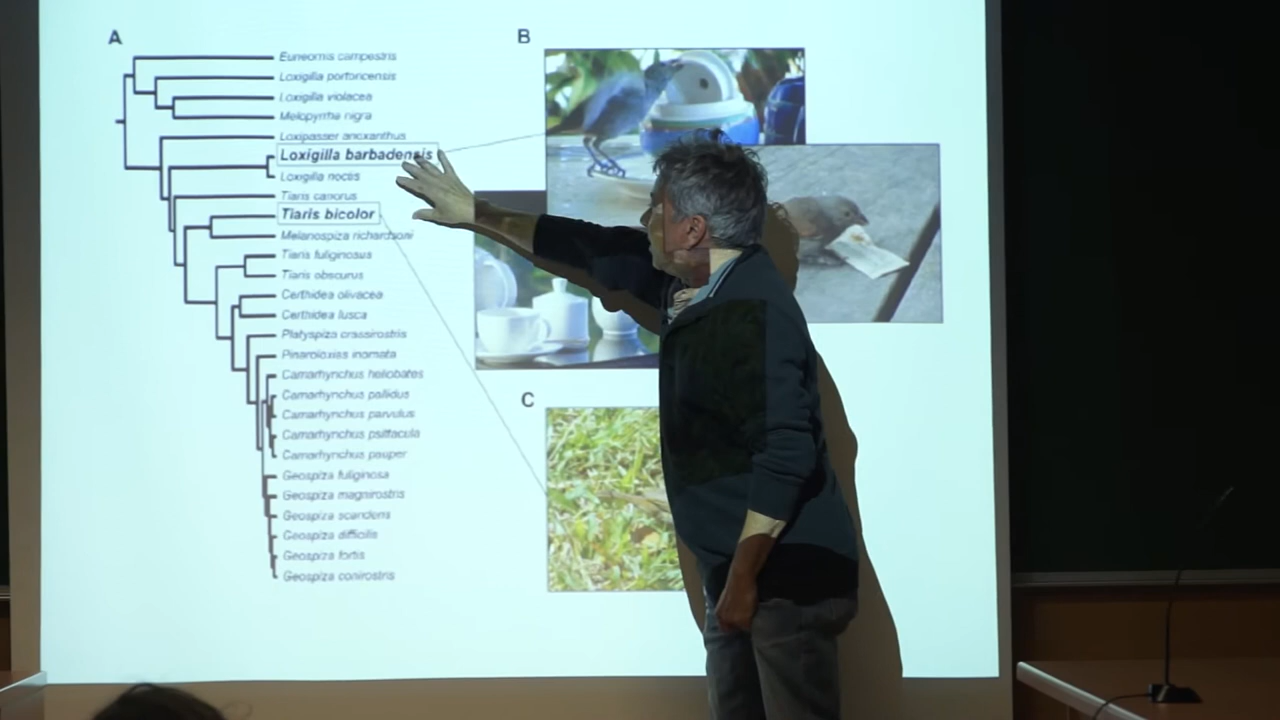 A
B
Euneornis campestris
Loxigilla portoricensis
Loxigilla violacea
Melopyrrha nigra
Loxipasser anoxanthus
Loxigilla barbadensis
Loxigilla noctis
Tiaris canorus
Tiaris bicolor
Melanospiza richardsoni
Tiaris fuliginosus
Tiaris obscurus
Certhidea olivacea
Certhidea fusca
Platyspiza crassirostris
Pinaroloxias inornata
Camarhynchus heliobates
Camarhynchus pallidus
C
Camarhynchus parvulus
Camarhynchus psittacula
Camarhynchus pauper
Geospiza fuliginosa
Geospiza magnirostris
Geospiza scandens
Geospiza difficilis
Geospiza fortis
Geospiza conirostris